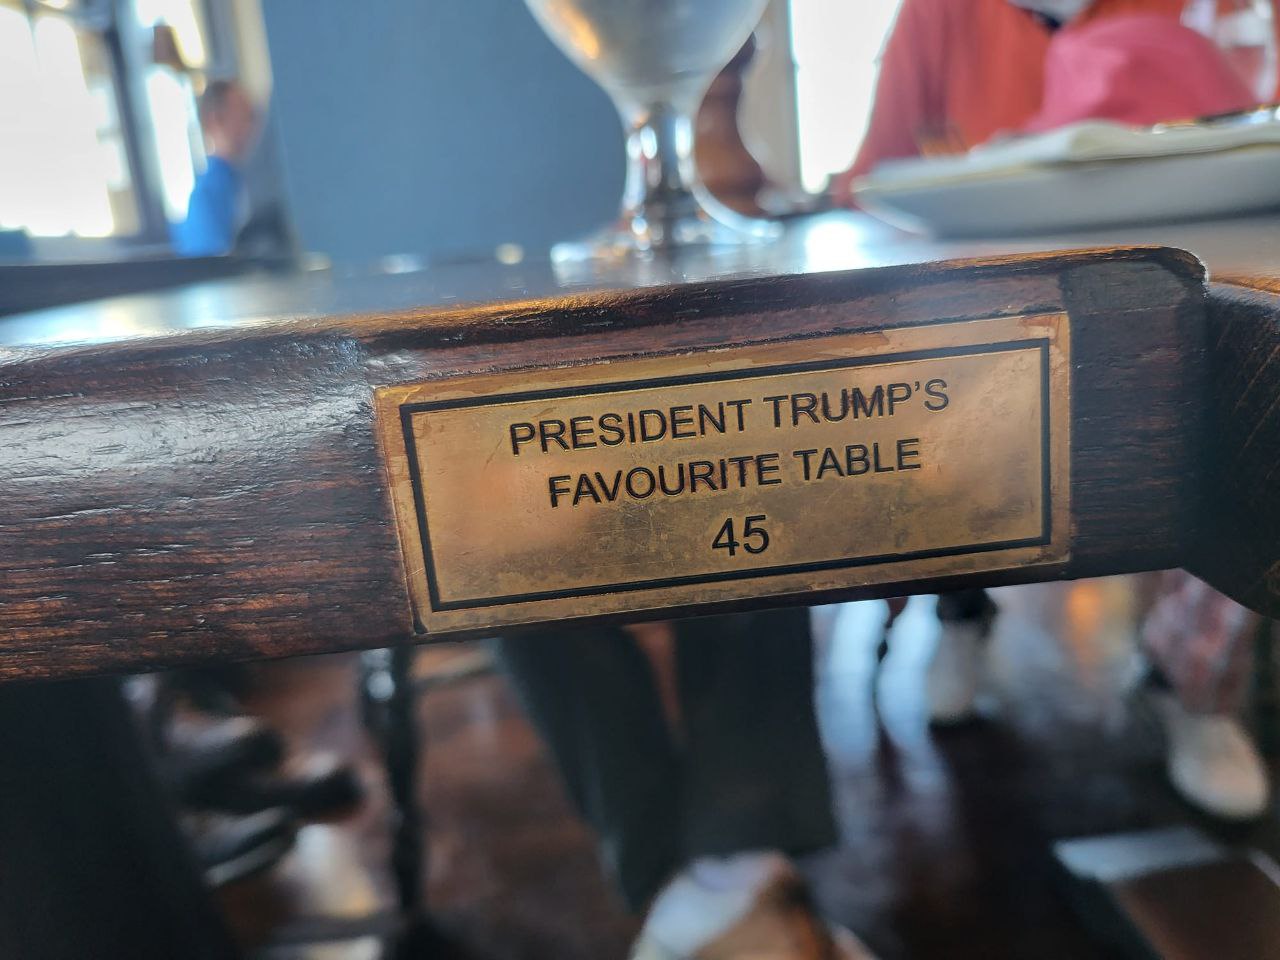 PRESIDENT TRUMP'S
FAVOURITE TABLE
45